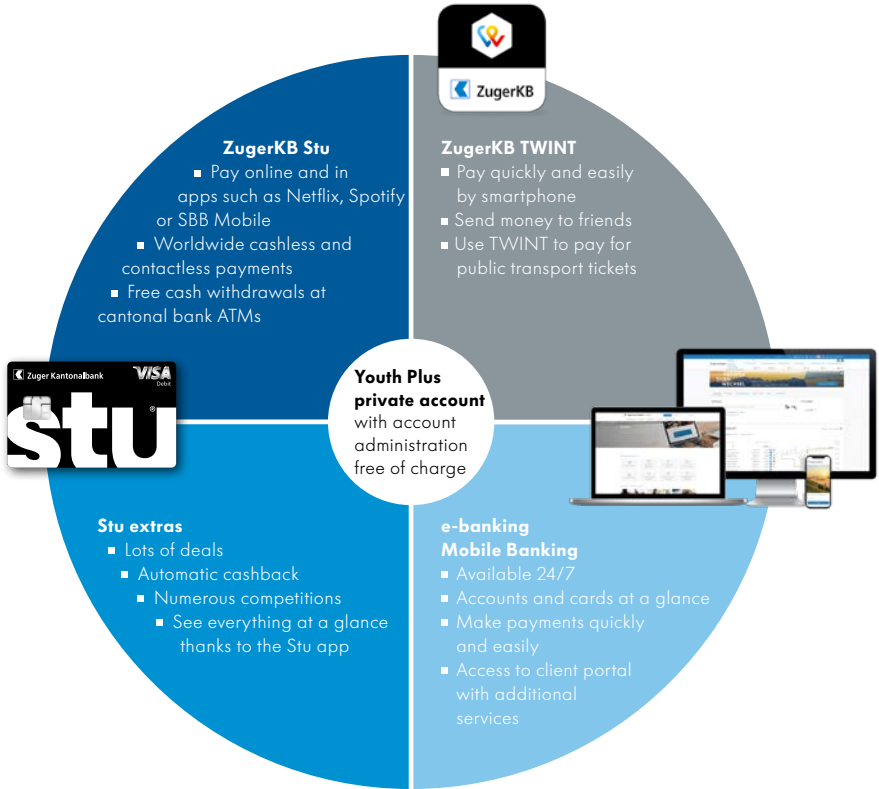 ZugerKB
ZugerKB Stu
Pay online and in
apps such as Netflix, Spotify
or SBB Mobile
Worldwide cashless and
contactless payments
Free cash withdrawals at
cantonal bank ATMs
ZugerKB TWINT
Pay quickly and easily
by smartphone
Send money to friends
Use TWINT to pay for
public transport tickets
Zuger Kantonalbank
VISA
Debit
stu®
Youth Plus
private account
with account
administration
free of charge
Stu extras
Lots of deals
Automatic cashback
Numerous competitions
See everything at a glance
thanks to the Stu app
e-banking
Mobile Banking
Available 24/7
Accounts and cards at a glance
Make payments quickly
and easily
Access to client portal
with additional
services